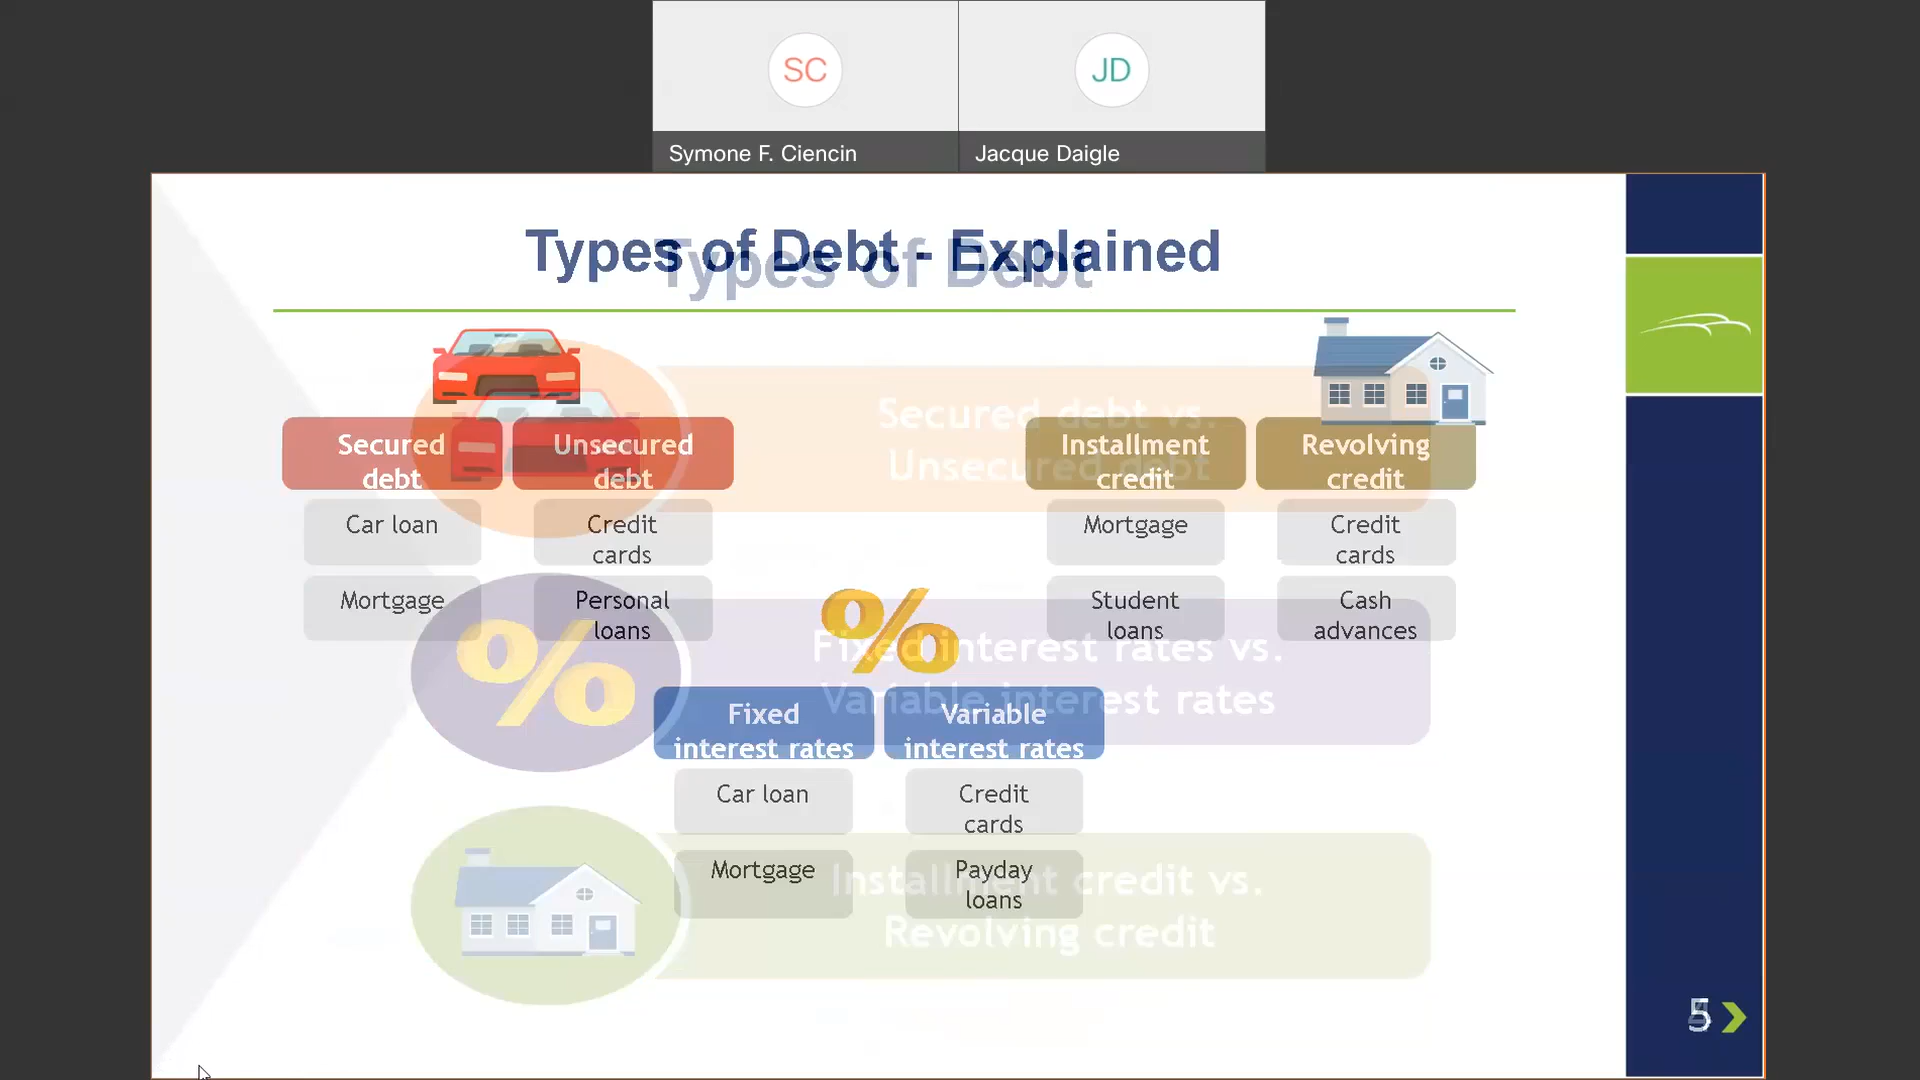 SC
JD
Symone F. Ciencin
Jacque Daigle
Types of Debt - Explained
Types of Debt
Secured debt vs.
Unsecured debt
Secured
debt
Unsecured
debt
Installment
credit
Revolving
credit
Car loan
Credit
cards
Mortgage
Credit
cards
Mortgage
Personal
loans
Student
loans
Cash
advances
%
%
Fixed interest rates vs.
Variable interest rates
Fixed
interest rates
Variable
interest rates
Car loan
Credit
cards
Mortgage
Payday
loans
Installment credit vs.
Revolving credit
5